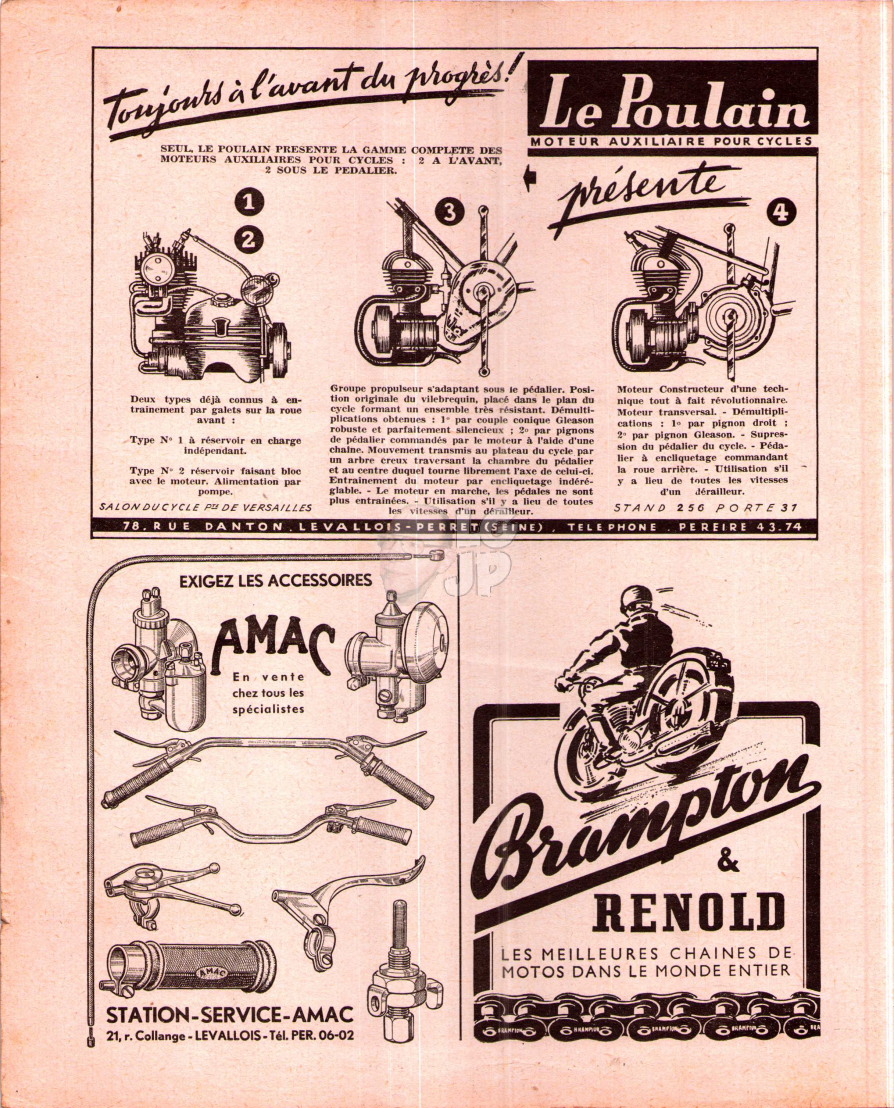 Toujours à l'avant du progrès!
Le Poulain
MOTEUR AUXILIAIRE POUR CYCLES
SEUL, LE POULAIN PRESENTE LA GAMME COMPLETE DES
MOTEURS AUXILIAIRES POUR CYCLES : 2 A L'AVANT,
2 SOUS LE PEDALIER.
présente
1
2
3
4
Deux types déjà connus à en-
trainement par galets sur la roue
avant :
Type N° 1 à réservoir en charge
indépendant.
Type N° 2 réservoir faisant bloc
avec le moteur. Alimentation par
pompe.
Groupe propulseur s'adaptant sous le pédalier. Posi-
tion originale du vilebrequin, placé dans le plan du
cycle formant un ensemble très résistant. Démulti-
plications obtenues : 1° par couple conique Gleason
robuste et parfaitement silencieux ; 2° par pignons
de pédalier commandés par le moteur à l'aide d'une
chaine. Mouvement transmis au plateau du cycle par
un arbre creux traversant la chambre du pédalier
et au centre duquel tourne librement l'axe de celui-ci.
Entrainement du moteur par encliquetage indéré-
glable. - Le moteur en marche, les pédales ne sont
plus entrainées. - Utilisation s'il y a lieu de toutes
les vitesses d'un dérailleur.
Moteur Constructeur d'une tech-
nique tout à fait révolutionnaire.
Moteur transversal. - Démultipli-
cations : 1° par pignon droit ;
2° par pignon Gleason. - Supres-
sion du pédalier du cycle. - Péda-
lier à encliquetage commandant
la roue arrière. - Utilisation s'il
y a lieu de toutes les vitesses
d'un dérailleur.
SALON DU CYCLE Pte DE VERSAILLES
STAND 256 PORTE 31
78, RUE DANTON, LEVALLOIS-PERRET (SEINE), TELEPHONE PEREIRE 43.74
JP
EXIGEZ LES ACCESSOIRES
AMAC
En vente
chez tous les
spécialistes
AMAC
STATION-SERVICE-AMAC
21, r. Collange - LEVALLOIS - Tél. PER. 06-02
Brampton
&
RENOLD
LES MEILLEURES CHAINES DE
MOTOS DANS LE MONDE ENTIER
BRAMPTON BRAMPTON BRAMPTON BRAMPTON BRA